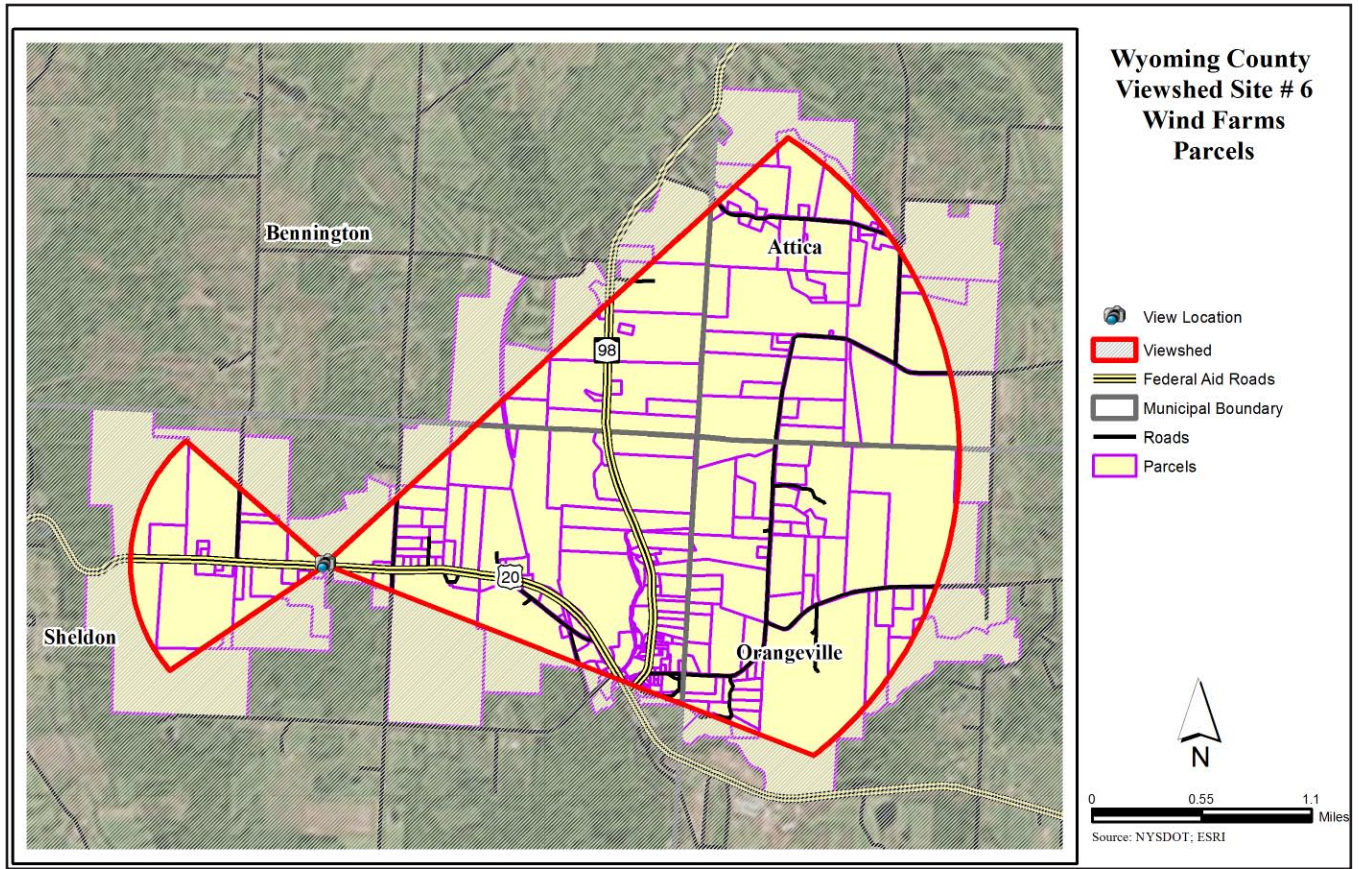 Wyoming County
Viewshed Site # 6
Wind Farms
Parcels
Bennington
Attica
98
20
Sheldon
Orangeville
View Location
Viewshed
Federal Aid Roads
Municipal Boundary
Roads
Parcels
N
0 0.55 1.1
Miles
Source: NYSDOT; ESRI